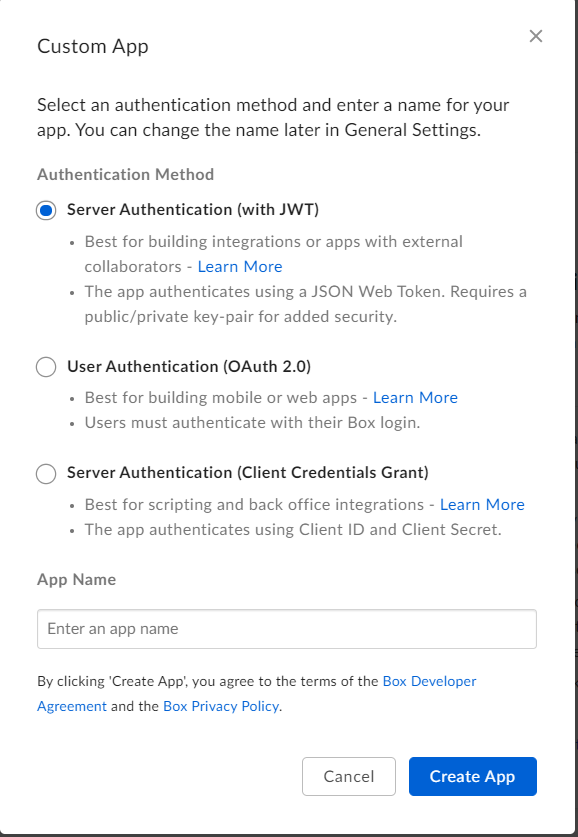 Custom App
Select an authentication method and enter a name for your
app. You can change the name later in General Settings.
Authentication Method
Server Authentication (with JWT)
• Best for building integrations or apps with external
collaborators - Learn More
• The app authenticates using a JSON Web Token. Requires a
public/private key-pair for added security.
User Authentication (OAuth 2.0)
• Best for building mobile or web apps - Learn More
• Users must authenticate with their Box login.
Server Authentication (Client Credentials Grant)
• Best for scripting and back office integrations - Learn More
• The app authenticates using Client ID and Client Secret.
App Name
Enter an app name
By clicking 'Create App', you agree to the terms of the Box Developer
Agreement and the Box Privacy Policy.
Cancel
Create App